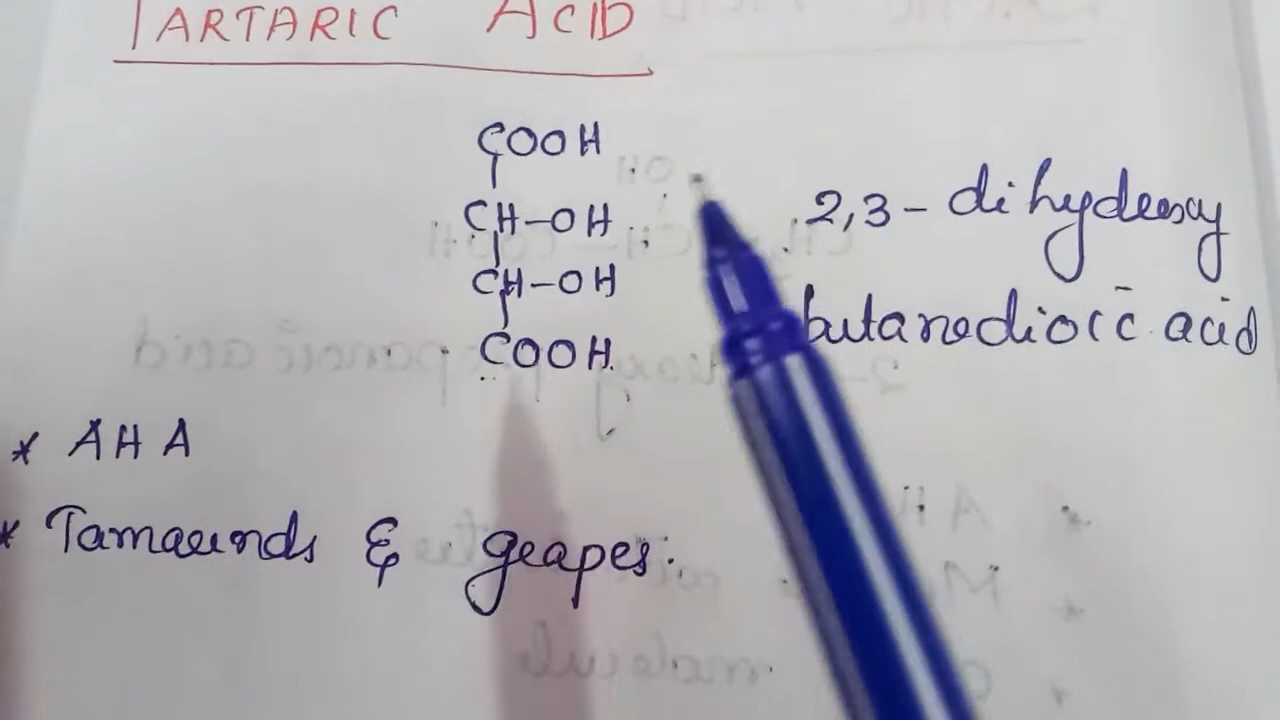 TARTARIC ACID
COOH
CH-OH
CH-OH
COOH
2,3- dihydroxy
butanedioic acid
* AHA
* Tamarinds & grapes.